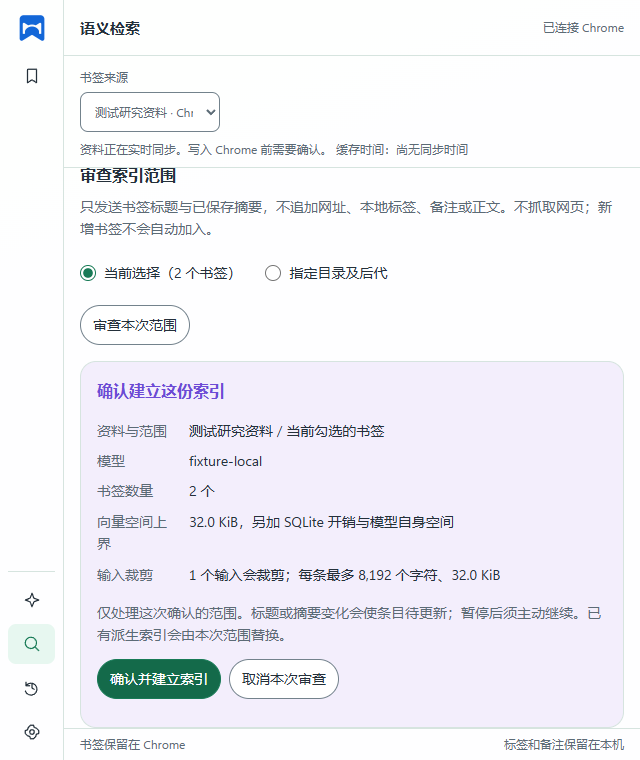 语义检索
已连接 Chrome
书签来源
测试研究资料 · Chr
资料正在实时同步。写入 Chrome 前需要确认。 缓存时间：尚无同步时间
审查索引范围
只发送书签标题与已保存摘要，不追加网址、本地标签、备注或正文。不抓取网页；新
增书签不会自动加入。
当前选择（2 个书签）
指定目录及后代
审查本次范围
确认建立这份索引
资料与范围 测试研究资料 / 当前勾选的书签
模型 fixture-local
书签数量 2 个
向量空间上 32.0 KiB，另加 SQLite 开销与模型自身空间
界
输入裁剪 1 个输入会裁剪；每条最多 8,192 个字符、32.0 KiB
仅处理这次确认的范围。标题或摘要变化会使条目待更新；暂停后须主动继续。已
有派生索引会由本次范围替换。
确认并建立索引
取消本次审查
书签保留在 Chrome
标签和备注保留在本机